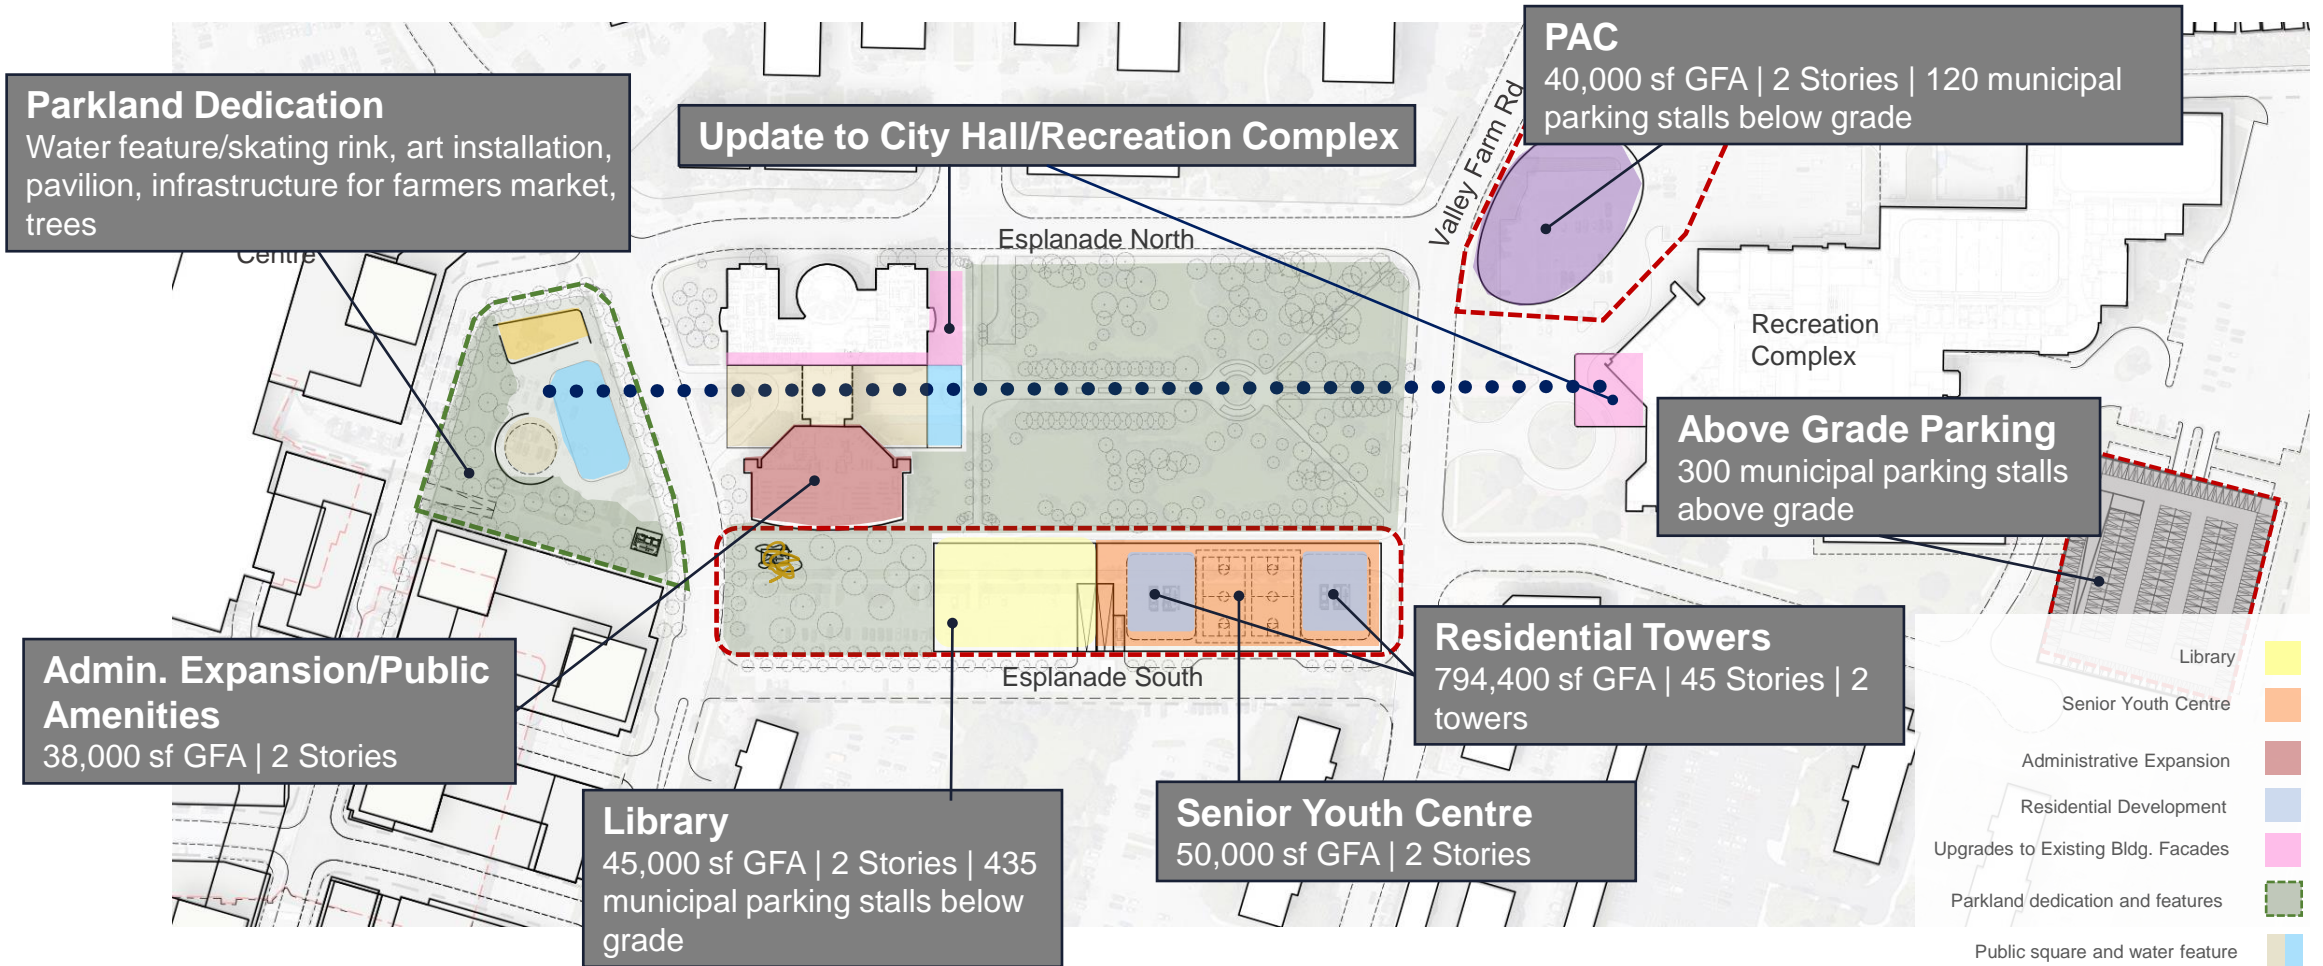 PAC
40,000 sf GFA | 2 Stories | 120 municipal
parking stalls below grade
Parkland Dedication
Water feature/skating rink, art installation,
pavilion, infrastructure for farmers market,
trees
Update to City Hall/Recreation Complex
Valley Farm Rd
Centre
Esplanade North
Recreation
Complex
Above Grade Parking
300 municipal parking stalls
above grade
Residential Towers
794,400 sf GFA | 45 Stories | 2
towers
Admin. Expansion/Public
Amenities
38,000 sf GFA | 2 Stories
Esplanade South
Library
45,000 sf GFA | 2 Stories | 435
municipal parking stalls below
grade
Senior Youth Centre
50,000 sf GFA | 2 Stories
Library
Senior Youth Centre
Administrative Expansion
Residential Development
Upgrades to Existing Bldg. Facades
Parkland dedication and features
Public square and water feature